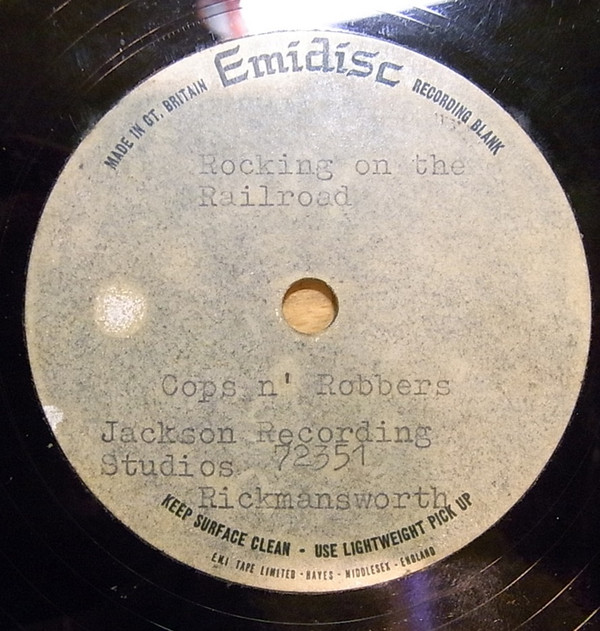 Emidisc
MADE IN GT. BRITAIN
RECORDING BLANK
Rocking on the
Railroad
Cops n' Robbers
Jackson Recording
Studios 72351
Rickmansworth
KEEP SURFACE CLEAN - USE LIGHTWEIGHT PICK UP
E.M.I TAPE LIMITED · HAYES · MIDDLESEX · ENGLAND